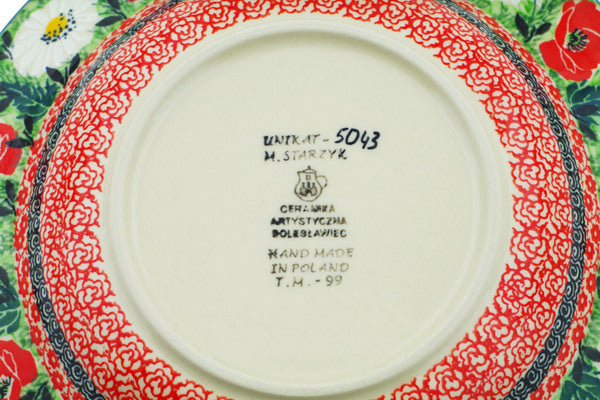 UNIKAT - 5043
M. STARZYK
CERAMIKA
ARTYSTYCZNA
BOLESŁAWIEC
HAND MADE
IN POLAND
T.M.- 99